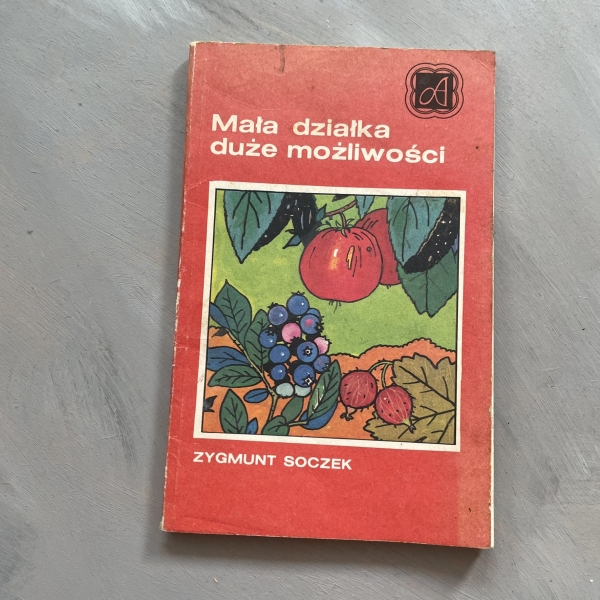 A
Mała działka
duże możliwości
ZYGMUNT SOCZEK